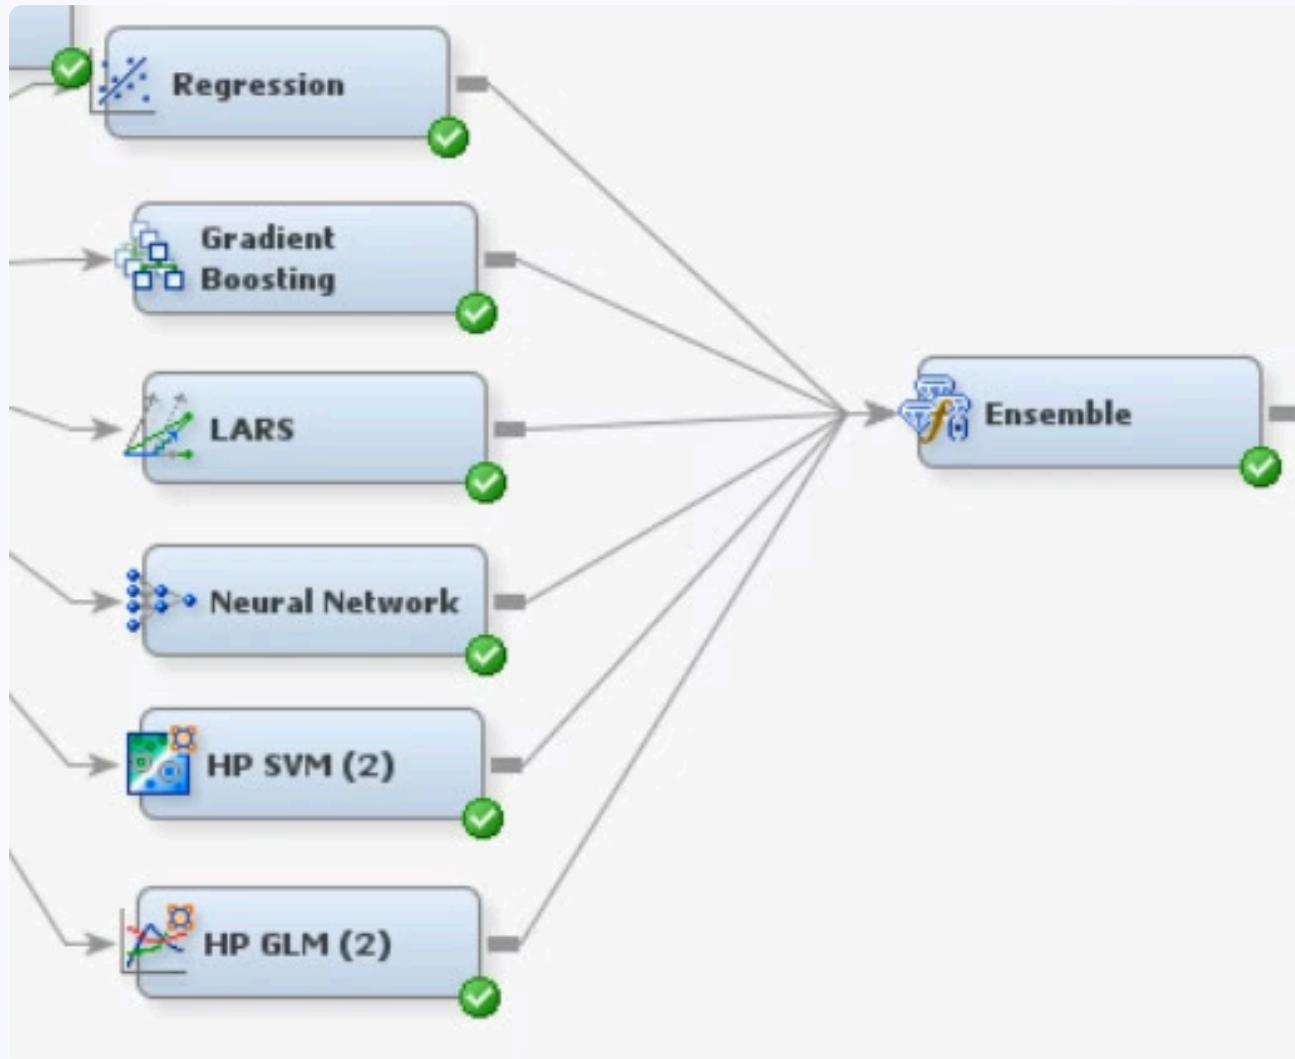 Regression
Gradient
Boosting
LARS
Neural Network
HP SVM (2)
HP GLM (2)
Ensemble